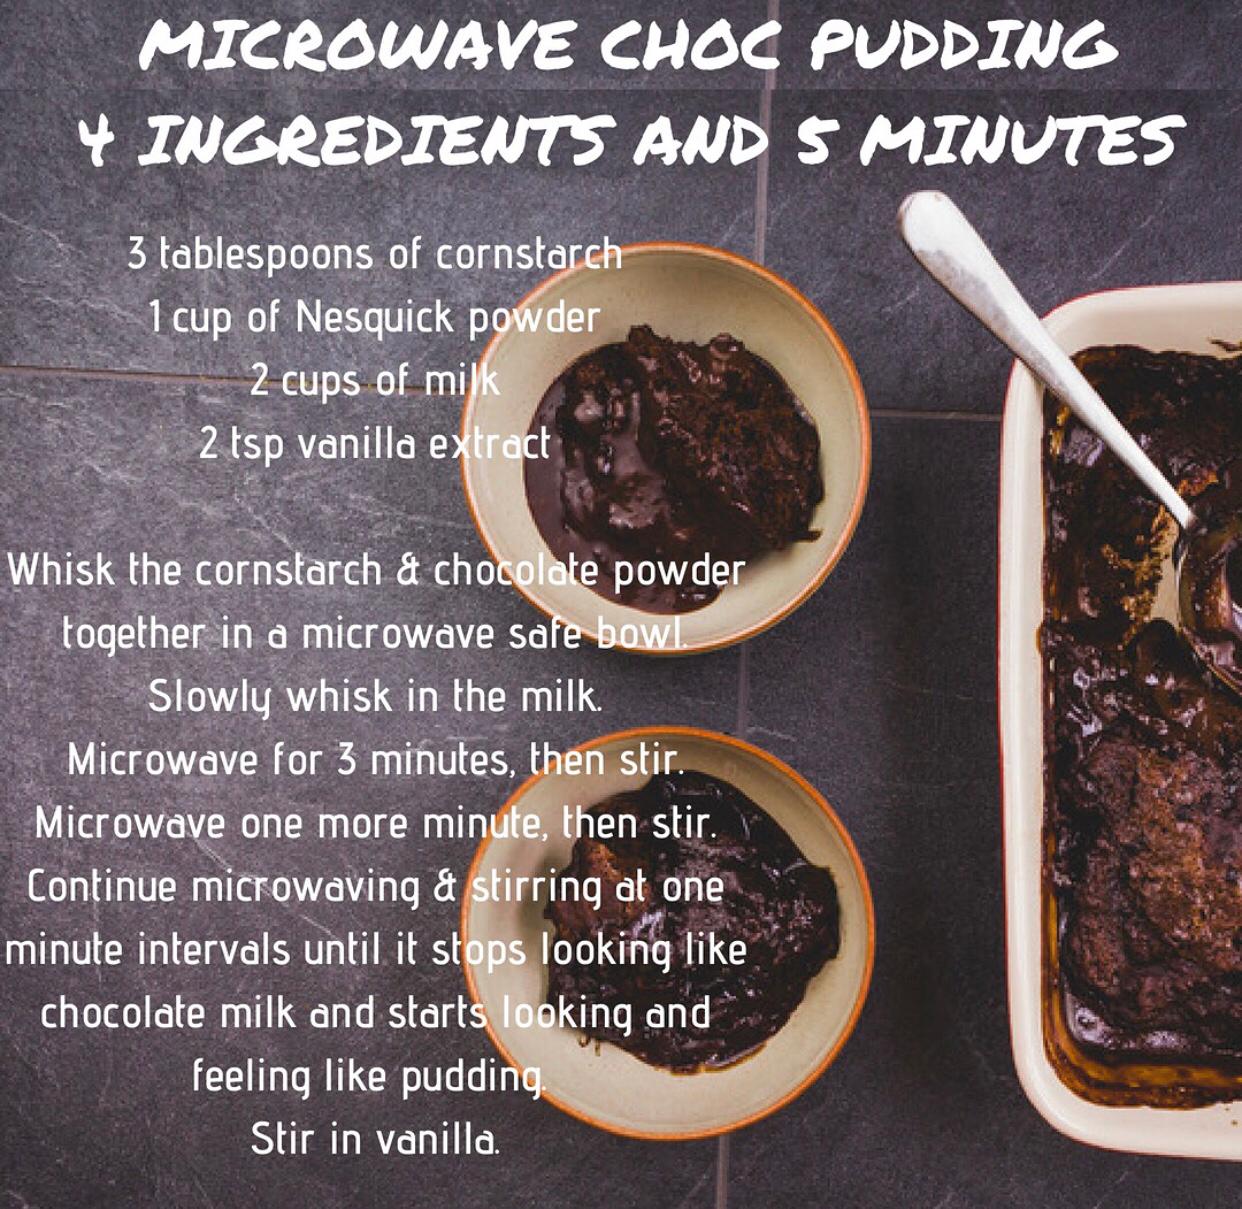 MICROWAVE CHOC PUDDING
4 INGREDIENTS AND 5 MINUTES
3 tablespoons of cornstarch
1 cup of Nesquick powder
2 cups of milk
2 tsp vanilla extract
Whisk the cornstarch & chocolate powder
together in a microwave safe bowl.
Slowly whisk in the milk.
Microwave for 3 minutes, then stir.
Microwave one more minute, then stir.
Continue microwaving & stirring at one
minute intervals until it stops looking like
chocolate milk and starts looking and
feeling like pudding.
Stir in vanilla.